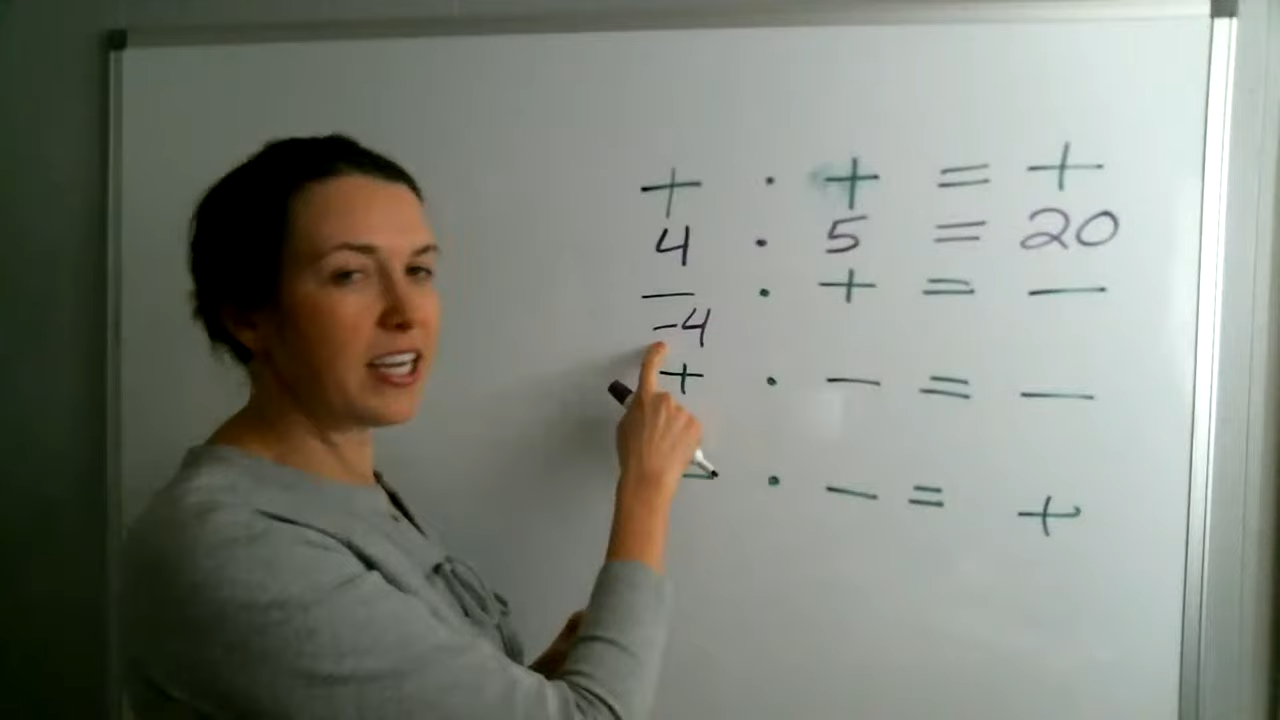 + · + = +
4 · 5 = 20
− · + = −
-4
+ · − = −
− · − = +